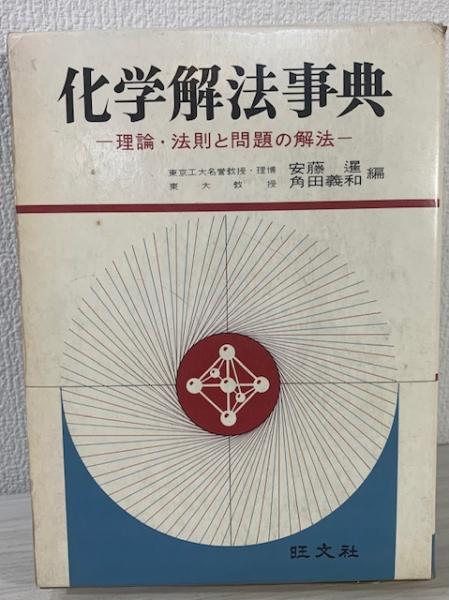 化学解法事典
—理論・法則と問題の解法—
東京工大名誉教授・理博 安藤 暹 編
東大教授 角田義和
旺文社